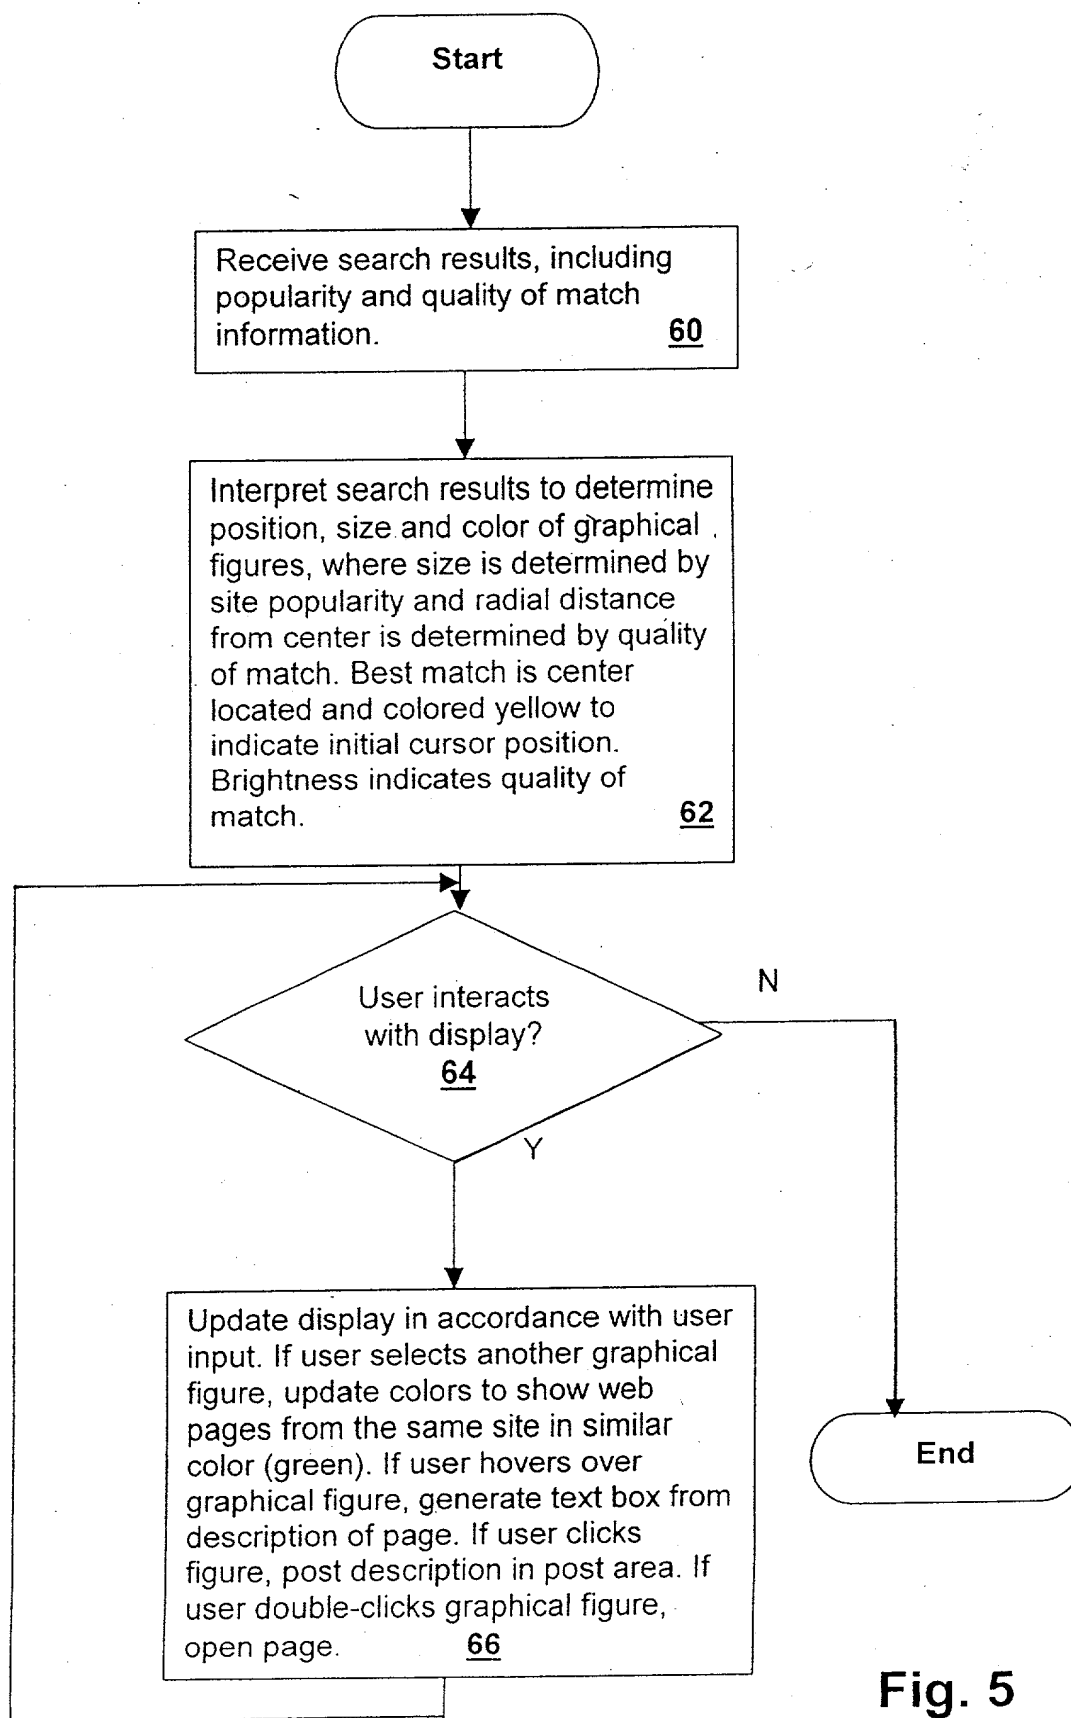 Start
Receive search results, including
popularity and quality of match
information. 60
Interpret search results to determine
position, size and color of graphical
figures, where size is determined by
site popularity and radial distance
from center is determined by quality
of match. Best match is center
located and colored yellow to
indicate initial cursor position.
Brightness indicates quality of
match. 62
User interacts
with display?
64
N
Y
Update display in accordance with user
input. If user selects another graphical
figure, update colors to show web
pages from the same site in similar
color (green). If user hovers over
graphical figure, generate text box from
description of page. If user clicks
figure, post description in post area. If
user double-clicks graphical figure,
open page. 66
End
Fig. 5